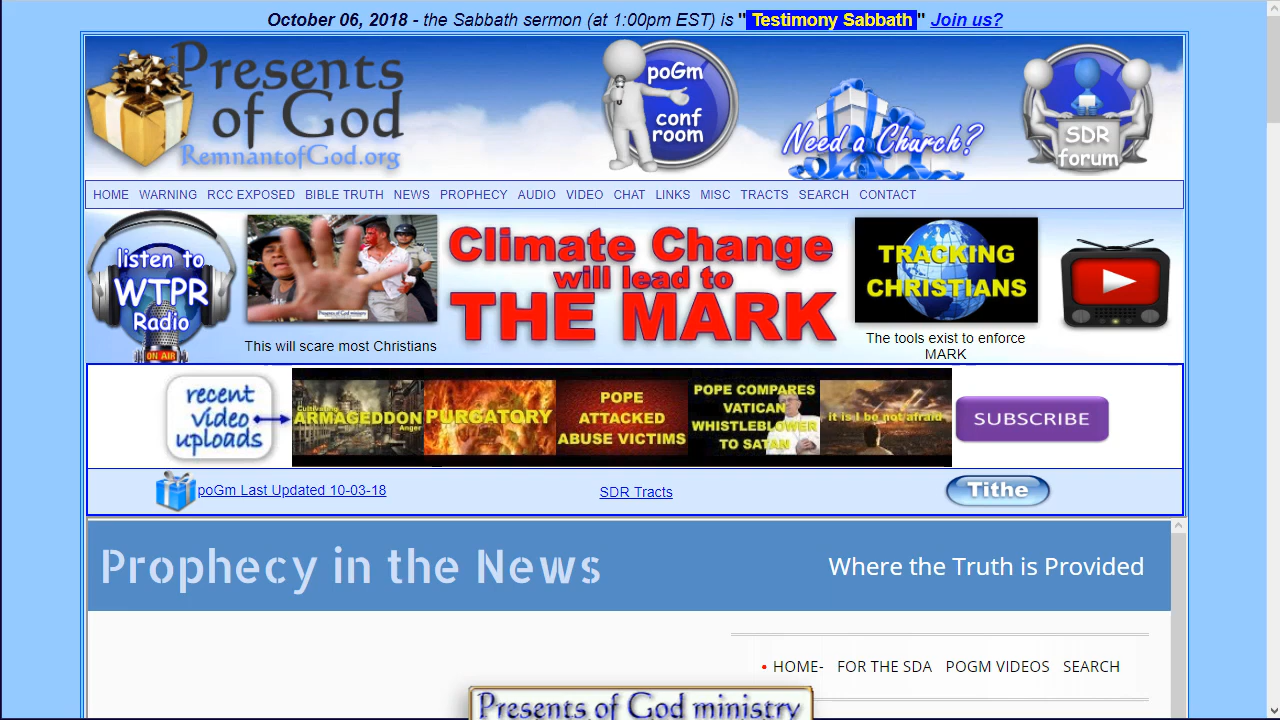 October 06, 2018 - the Sabbath sermon (at 1:00pm EST) is " Testimony Sabbath " Join us?
Presents
of God
RemnantofGod.org
poGm
conf
room
Need a Church?
SDR
forum
HOME WARNING RCC EXPOSED BIBLE TRUTH NEWS PROPHECY AUDIO VIDEO CHAT LINKS MISC TRACTS SEARCH CONTACT
listen to
WTPR
Radio
ON AIR
Presents of God ministry
This will scare most Christians
Climate Change
will lead to
THE MARK
TRACKING
CHRISTIANS
The tools exist to enforce
MARK
recent
video
uploads
Cultivating
ARMAGEDDON
Anger
PURGATORY
POPE
ATTACKED
ABUSE VICTIMS
POPE COMPARES
VATICAN
WHISTLEBLOWER
TO SATAN
it is I be not afraid
SUBSCRIBE
poGm Last Updated 10-03-18
SDR Tracts
Tithe
Prophecy in the News
Where the Truth is Provided
• HOME- FOR THE SDA POGM VIDEOS SEARCH
Presents of God ministry